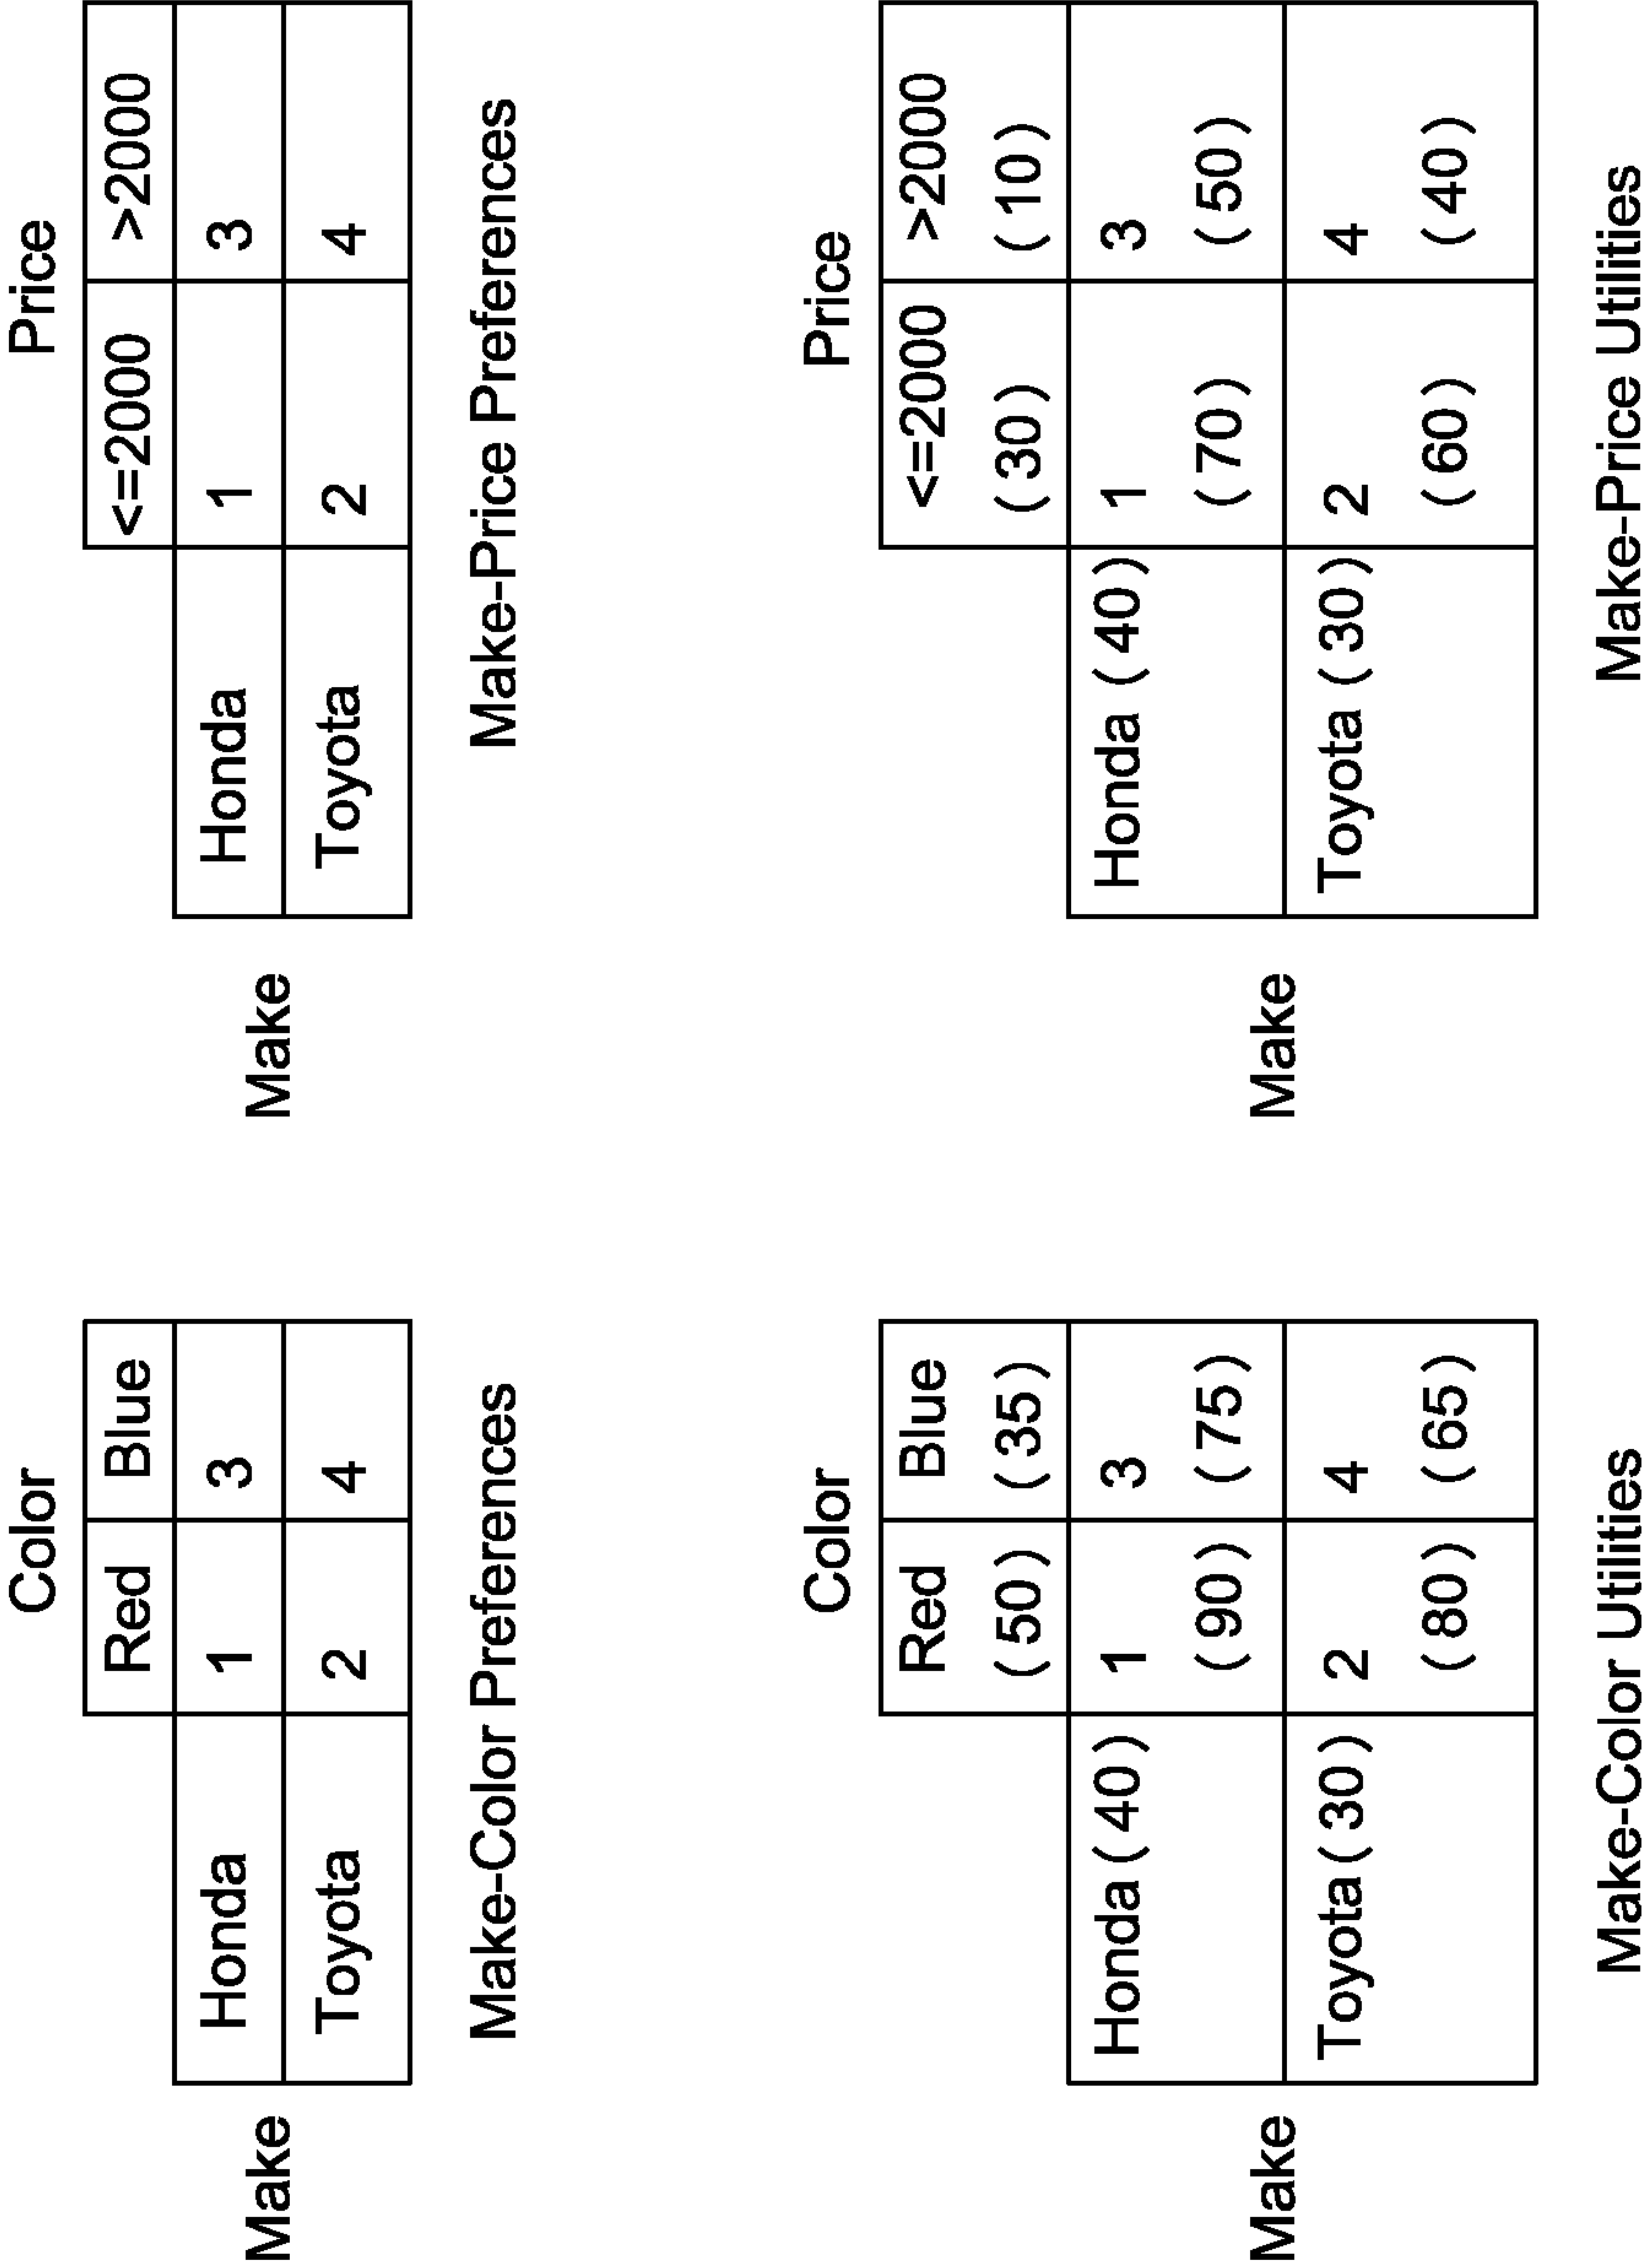 Color
Red Blue
Make
Honda 1 3
Toyota 2 4
Make-Color Preferences
Price
<=2000 >2000
Make
Honda 1 3
Toyota 2 4
Make-Price Preferences
Color
Red Blue
(50) (35)
Honda (40) 1 3
(90) (75)
Make
Toyota (30) 2 4
(80) (65)
Make-Color Utilities
Price
<=2000 >2000
(30) (10)
Honda (40) 1 3
(70) (50)
Make
Toyota (30) 2 4
(60) (40)
Make-Price Utilities